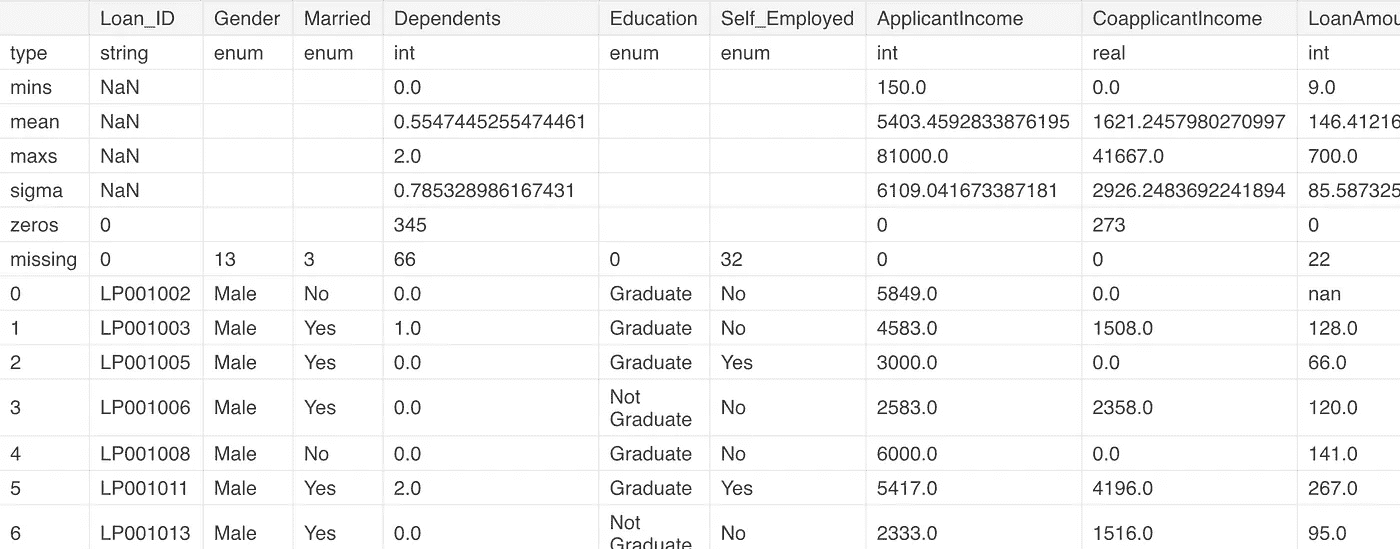 Loan_ID Gender Married Dependents Education Self_Employed ApplicantIncome CoapplicantIncome LoanAmou
type string enum enum int enum enum int real int
mins NaN 0.0 150.0 0.0 9.0
mean NaN 0.5547445255474461 5403.4592833876195 1621.2457980270997 146.41216
maxs NaN 2.0 81000.0 41667.0 700.0
sigma NaN 0.785328986167431 6109.041673387181 2926.2483692241894 85.587325
zeros 0 345 0 273 0
missing 0 13 3 66 0 32 0 0 22
0 LP001002 Male No 0.0 Graduate No 5849.0 0.0 nan
1 LP001003 Male Yes 1.0 Graduate No 4583.0 1508.0 128.0
2 LP001005 Male Yes 0.0 Graduate Yes 3000.0 0.0 66.0
3 LP001006 Male Yes 0.0 Not Graduate No 2583.0 2358.0 120.0
4 LP001008 Male No 0.0 Graduate No 6000.0 0.0 141.0
5 LP001011 Male Yes 2.0 Graduate Yes 5417.0 4196.0 267.0
6 LP001013 Male Yes 0.0 Not Graduate No 2333.0 1516.0 95.0